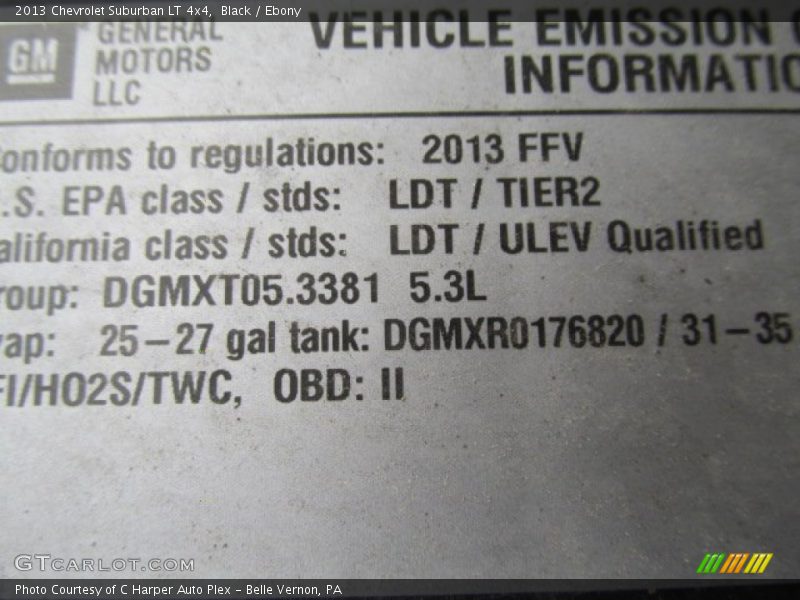 2013 Chevrolet Suburban LT 4x4, Black / Ebony
GM
GENERAL
MOTORS
LLC
VEHICLE EMISSION
INFORMATIO
onforms to regulations: 2013 FFV
.S. EPA class / stds: LDT / TIER2
alifornia class / stds: LDT / ULEV Qualified
roup: DGMXT05.3381 5.3L
vap: 25–27 gal tank: DGMXR0176820 / 31–35
FI/HO2S/TWC, OBD: II
GTCARLOT.COM
Photo Courtesy of C Harper Auto Plex – Belle Vernon, PA